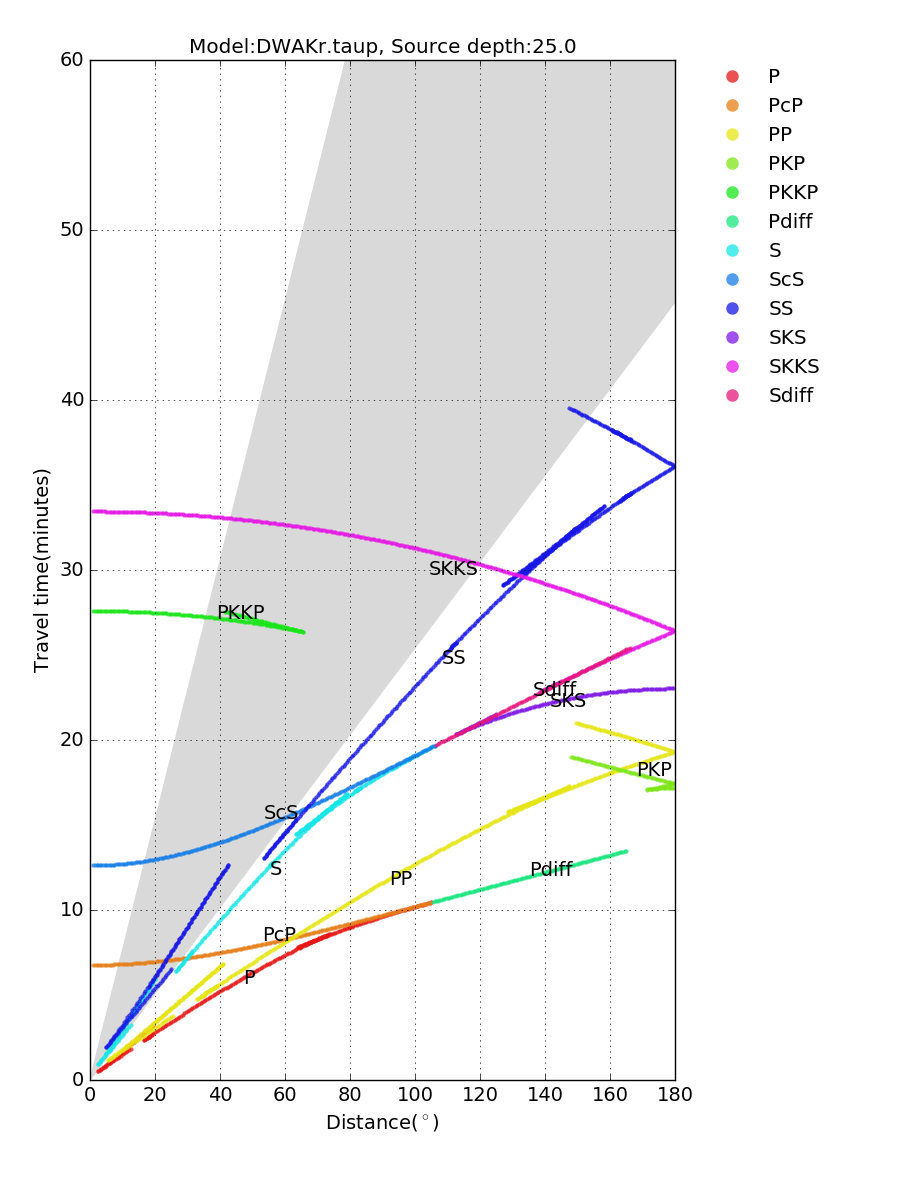 Model:DWAKr.taup, Source depth:25.0
60
50
40
30
20
10
0
Travel time(minutes)
SKKS
PKKP
SS
Sdiff
SKS
PKP
ScS
S
PP
Pdiff
PcP
P
0 20 40 60 80 100 120 140 160 180
Distance(°)
P
PcP
PP
PKP
PKKP
Pdiff
S
ScS
SS
SKS
SKKS
Sdiff